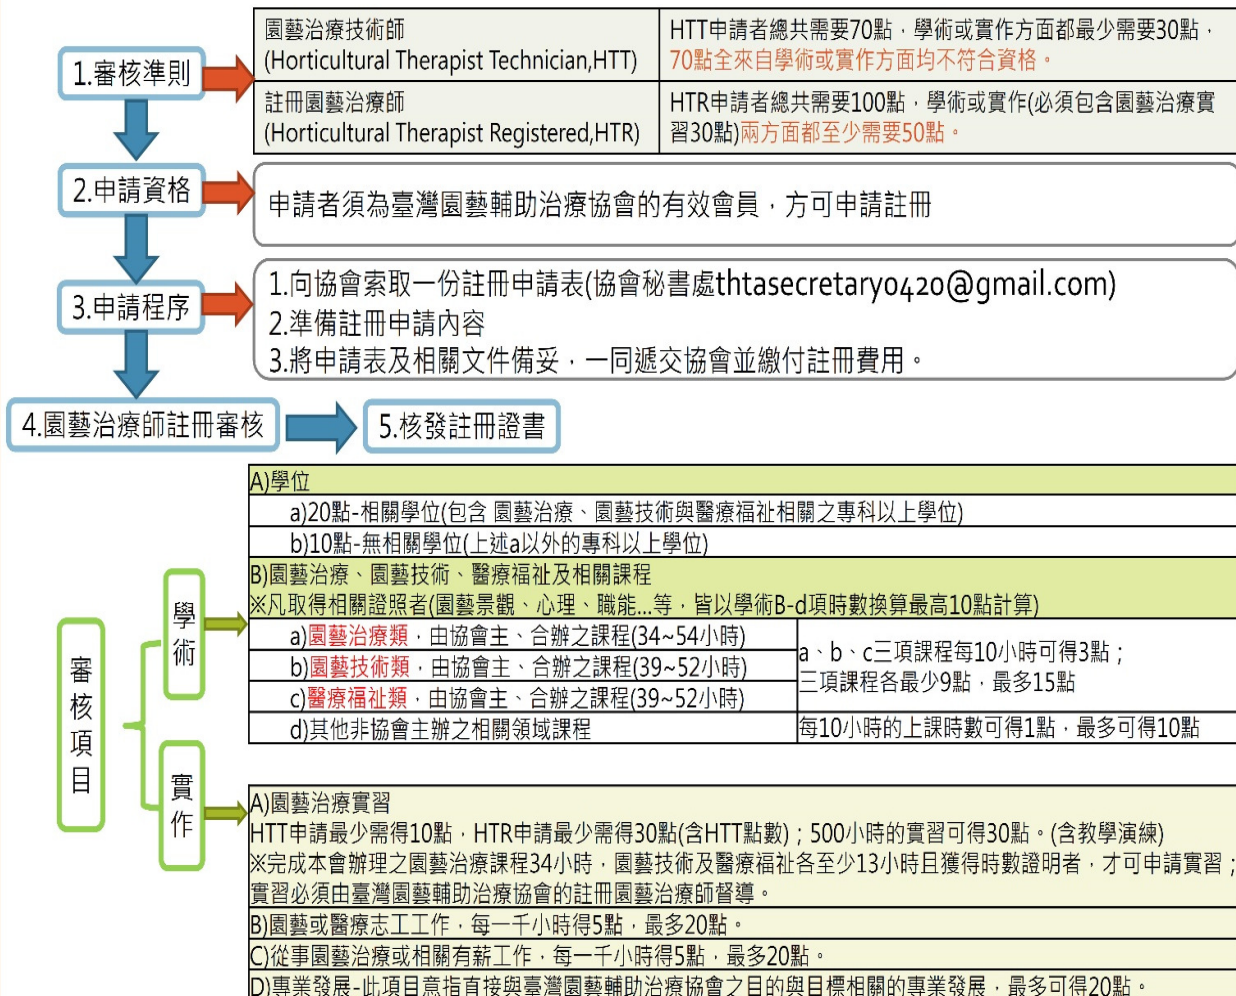 1.審核準則
園藝治療技術師
(Horticultural Therapist Technician,HTT)
HTT申請者總共需要70點，學術或實作方面都最少需要30點，
70點全來自學術或實作方面均不符合資格。
註冊園藝治療師
(Horticultural Therapist Registered,HTR)
HTR申請者總共需要100點，學術或實作(必須包含園藝治療實
習30點)兩方面都至少需要50點。
2.申請資格
申請者須為臺灣園藝輔助治療協會的有效會員，方可申請註冊
3.申請程序
1.向協會索取一份註冊申請表(協會秘書處thtasecretary0420@gmail.com)
2.準備註冊申請內容
3.將申請表及相關文件備妥，一同遞交協會並繳付註冊費用。
4.園藝治療師註冊審核
5.核發註冊證書
審核項目
學術
A)學位
a)20點-相關學位(包含 園藝治療、園藝技術與醫療福祉相關之專科以上學位)
b)10點-無相關學位(上述a以外的專科以上學位)
B)園藝治療、園藝技術、醫療福祉及相關課程
※凡取得相關證照者(園藝景觀、心理、職能...等，皆以學術B-d項時數換算最高10點計算)
a)園藝治療類，由協會主、合辦之課程(34~54小時)
b)園藝技術類，由協會主、合辦之課程(39~52小時)
c)醫療福祉類，由協會主、合辦之課程(39~52小時)
a、b、c三項課程每10小時可得3點；
三項課程各最少9點，最多15點
d)其他非協會主辦之相關領域課程
每10小時的上課時數可得1點，最多可得10點
實作
A)園藝治療實習
HTT申請最少需得10點，HTR申請最少需得30點(含HTT點數)；500小時的實習可得30點。(含教學演練)
※完成本會辦理之園藝治療課程34小時，園藝技術及醫療福祉各至少13小時且獲得時數證明者，才可申請實習；
實習必須由臺灣園藝輔助治療協會的註冊園藝治療師督導。
B)園藝或醫療志工工作，每一千小時得5點，最多20點。
C)從事園藝治療或相關有薪工作，每一千小時得5點，最多20點。
D)專業發展-此項目意指直接與臺灣園藝輔助治療協會之目的與目標相關的專業發展，最多可得20點。